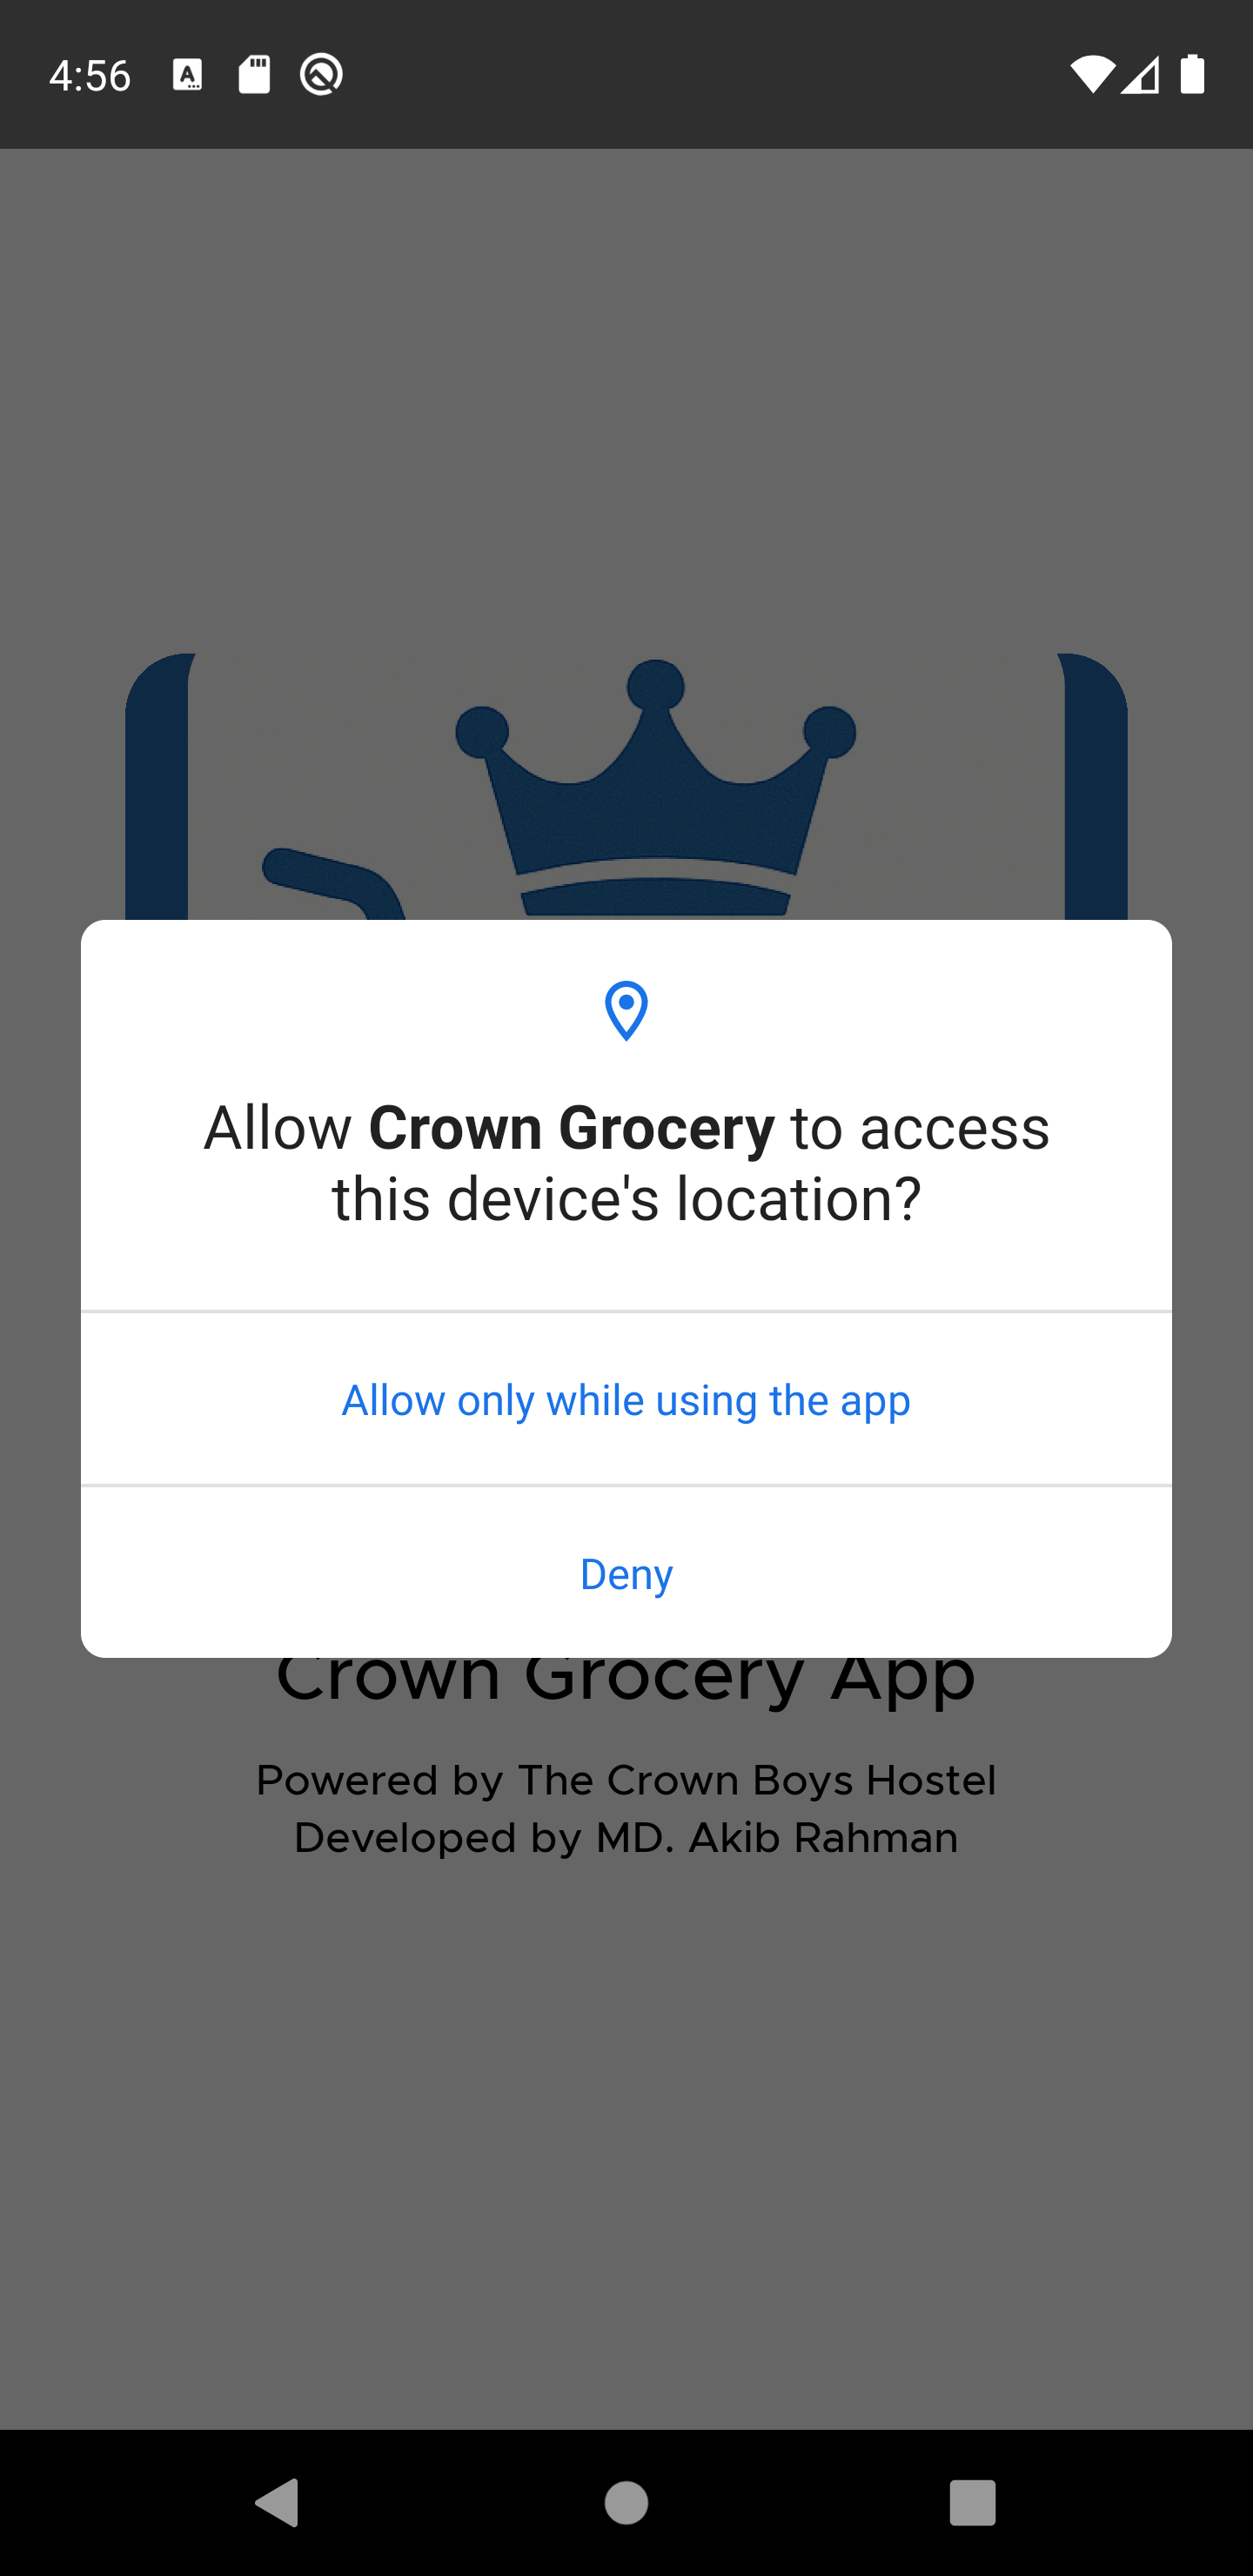 4:56
Allow Crown Grocery to access
this device's location?
Allow only while using the app
Deny
Crown Grocery App
Powered by The Crown Boys Hostel
Developed by MD. Akib Rahman